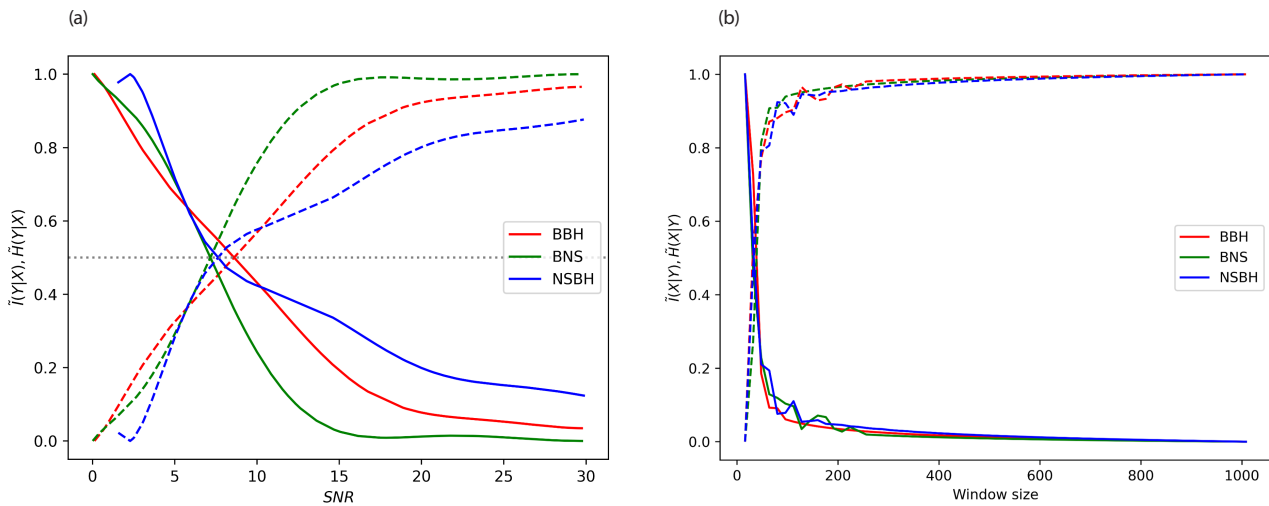 (a)
1.0
0.8
0.6
0.4
0.2
0.0
Ĩ(Y|X), H̃(Y|X)
BBH
BNS
NSBH
0 5 10 15 20 25 30
SNR
(b)
1.0
0.8
0.6
0.4
0.2
0.0
Ĩ(X|Y), H̃(X|Y)
BBH
BNS
NSBH
0 200 400 600 800 1000
Window size